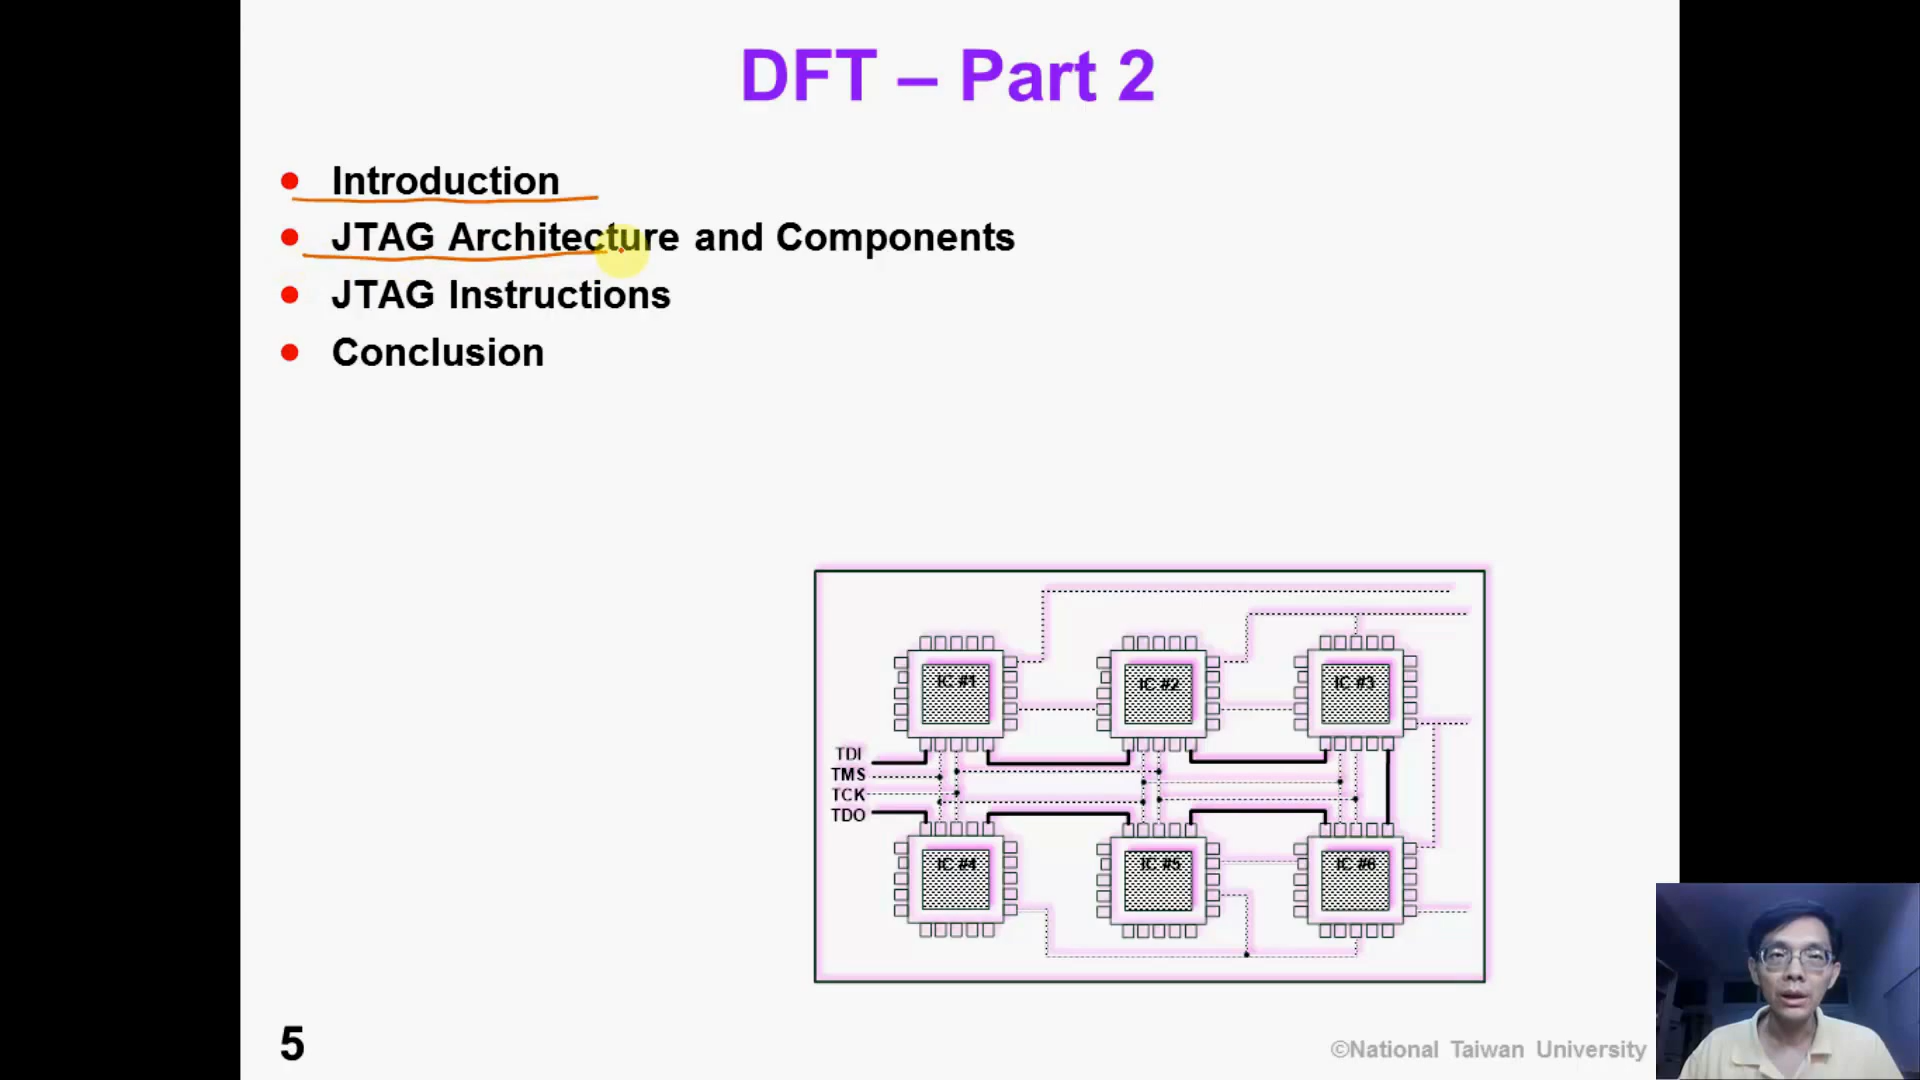 DFT – Part 2
• Introduction
• JTAG Architecture and Components
• JTAG Instructions
• Conclusion
IC #1
IC #2
IC #3
TDI
TMS
TCK
TDO
IC #4
IC #5
IC #6
5
©National Taiwan University